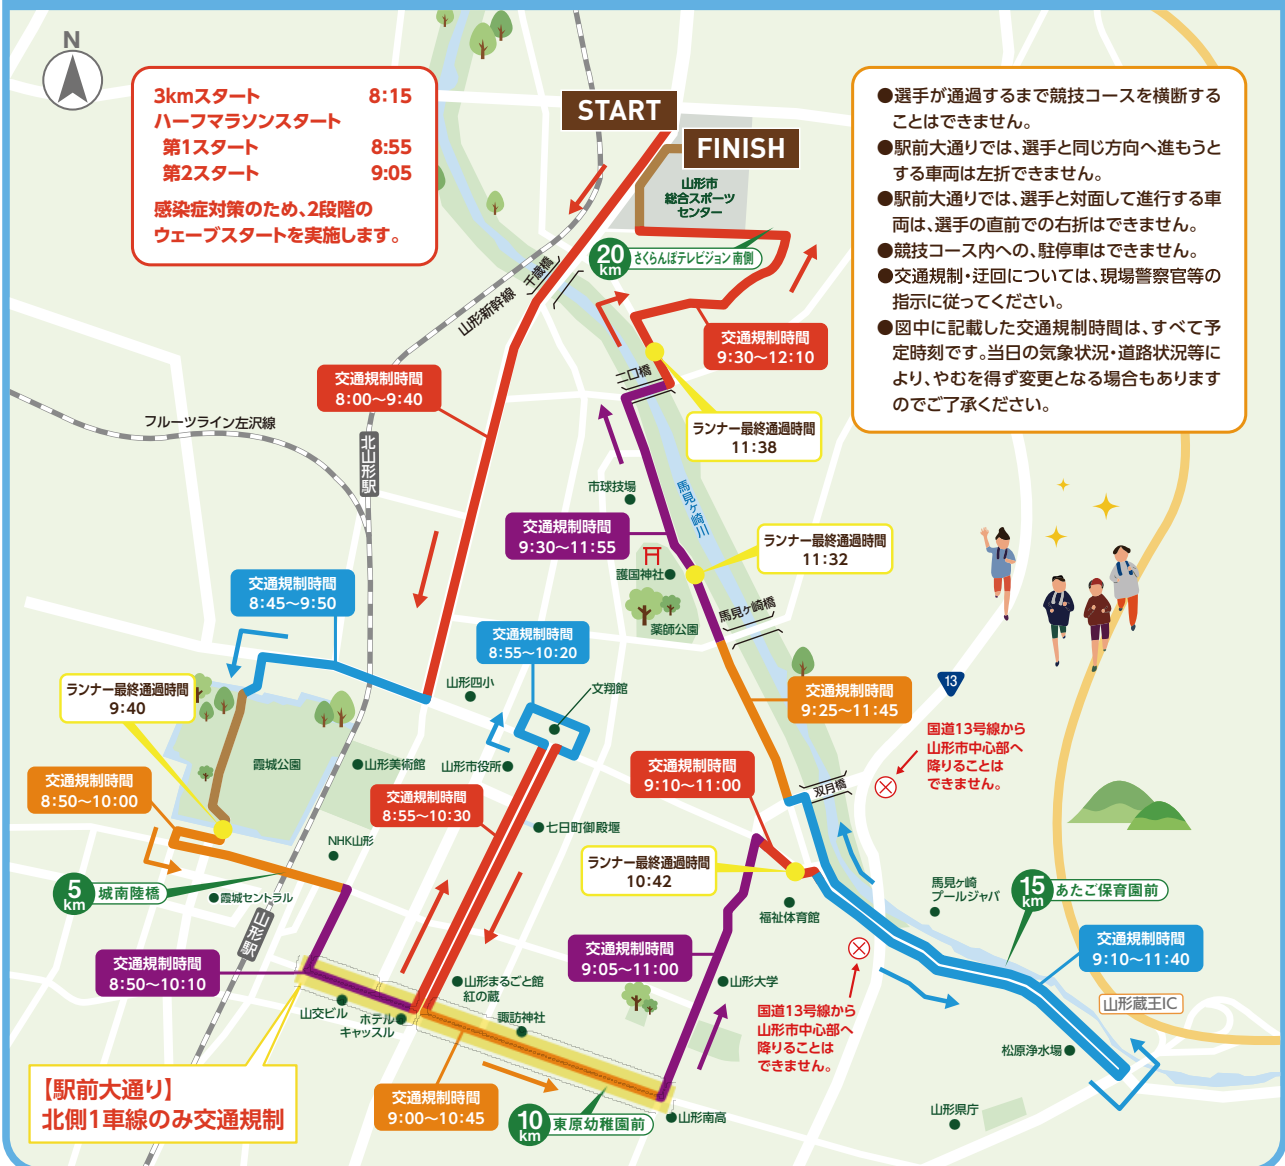 N
3kmスタート 8:15
ハーフマラソンスタート
第1スタート 8:55
第2スタート 9:05
感染症対策のため、2段階の
ウェーブスタートを実施します。
START
FINISH
山形市
総合スポーツ
センター
●選手が通過するまで競技コースを横断する
ことはできません。
●駅前大通りでは、選手と同じ方向へ進もうと
する車両は左折できません。
●駅前大通りでは、選手と対面して進行する車
両は、選手の直前での右折はできません。
●競技コース内への、駐停車はできません。
●交通規制・迂回については、現場警察官等の
指示に従ってください。
●図中に記載した交通規制時間は、すべて予
定時刻です。当日の気象状況・道路状況等に
より、やむを得ず変更となる場合もあります
のでご了承ください。
20
km
さくらんぼテレビジョン南側
千歳橋
山形新幹線
交通規制時間
9:30〜12:10
二口橋
交通規制時間
8:00〜9:40
フルーツライン左沢線
北山形駅
ランナー最終通過時間
11:38
市球技場
馬見ヶ崎川
交通規制時間
9:30〜11:55
ランナー最終通過時間
11:32
護国神社
薬師公園
馬見ヶ崎橋
交通規制時間
8:45〜9:50
交通規制時間
8:55〜10:20
山形四小
文翔館
ランナー最終通過時間
9:40
交通規制時間
9:25〜11:45
13
国道13号線から
山形市中心部へ
降りることは
できません。
霞城公園
山形美術館
山形市役所
交通規制時間
9:10〜11:00
双月橋
交通規制時間
8:50〜10:00
交通規制時間
8:55〜10:30
七日町御殿堰
NHK山形
ランナー最終通過時間
10:42
5
km
城南陸橋
霞城セントラル
山形駅
福祉体育館
馬見ヶ崎
プールジャバ
15
km
あたご保育園前
交通規制時間
8:50〜10:10
交通規制時間
9:05〜11:00
交通規制時間
9:10〜11:40
山形まるごと館
紅の蔵
山形大学
山交ビル
ホテル
キャッスル
諏訪神社
国道13号線から
山形市中心部へ
降りることは
できません。
山形蔵王IC
松原浄水場
【駅前大通り】
北側1車線のみ交通規制
交通規制時間
9:00〜10:45
10
km
東原幼稚園前
山形南高
山形県庁